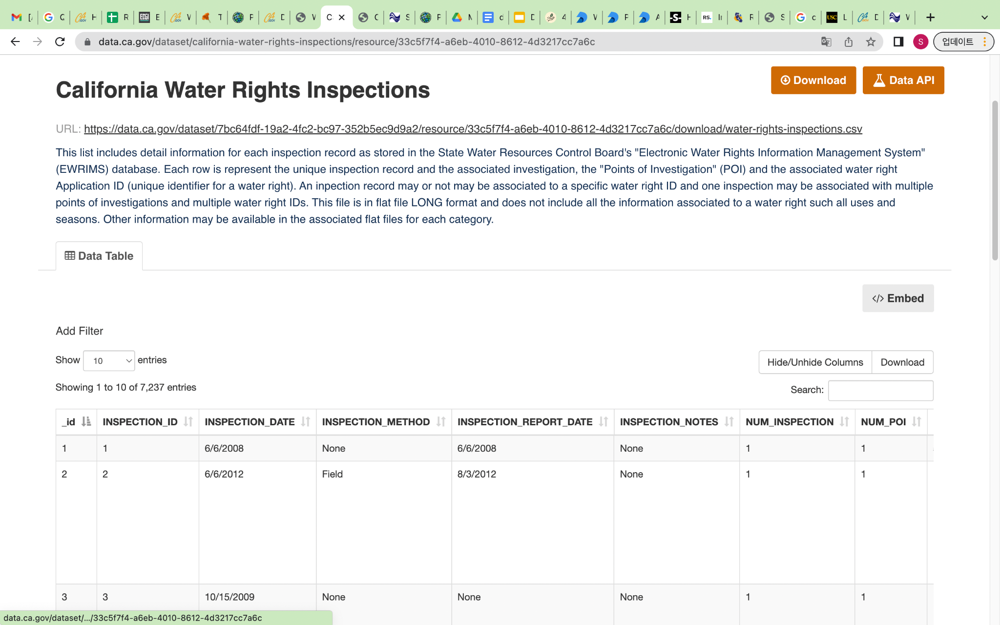 data.ca.gov/dataset/california-water-rights-inspections/resource/33c5f7f4-a6eb-4010-8612-4d3217cc7a6c
S
업데이트
California Water Rights Inspections
Download
Data API
URL: https://data.ca.gov/dataset/7bc64fdf-19a2-4fc2-bc97-352b5ec9d9a2/resource/33c5f7f4-a6eb-4010-8612-4d3217cc7a6c/download/water-rights-inspections.csv
This list includes detail information for each inspection record as stored in the State Water Resources Control Board's "Electronic Water Rights Information Management System"
(EWRIMS) database. Each row is represent the unique inspection record and the associated investigation, the "Points of Investigation" (POI) and the associated water right
Application ID (unique identifier for a water right). An inpection record may or not may be associated to a specific water right ID and one inspection may be associated with multiple
points of investigations and multiple water right IDs. This file is in flat file LONG format and does not include all the information associated to a water right such all uses and
seasons. Other information may be available in the associated flat files for each category.
Data Table
</> Embed
Add Filter
Show 10 entries
Hide/Unhide Columns Download
Showing 1 to 10 of 7,237 entries
Search:
_id INSPECTION_ID INSPECTION_DATE INSPECTION_METHOD INSPECTION_REPORT_DATE INSPECTION_NOTES NUM_INSPECTION NUM_POI
1 1 6/6/2008 None 6/6/2008 None 1 1
2 2 6/6/2012 Field 8/3/2012 None 1 1
3 3 10/15/2009 None None None 1 1
data.ca.gov/dataset/.../33c5f7f4-a6eb-4010-8612-4d3217cc7a6c